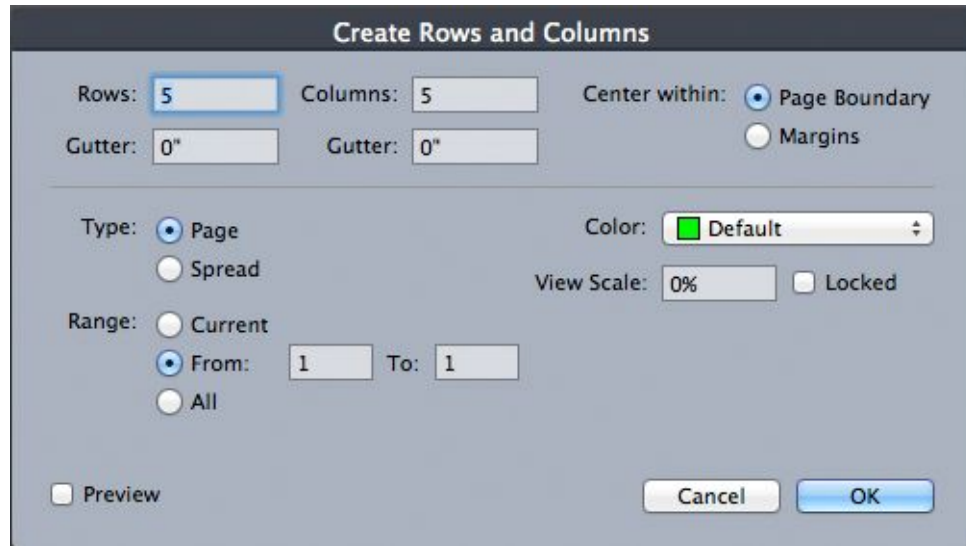 Create Rows and Columns
Rows: 5 Columns: 5 Center within: Page Boundary
Gutter: 0" Gutter: 0" Margins
Type: Page Color: Default
Spread
View Scale: 0% Locked
Range: Current
From: 1 To: 1
All
Preview Cancel OK